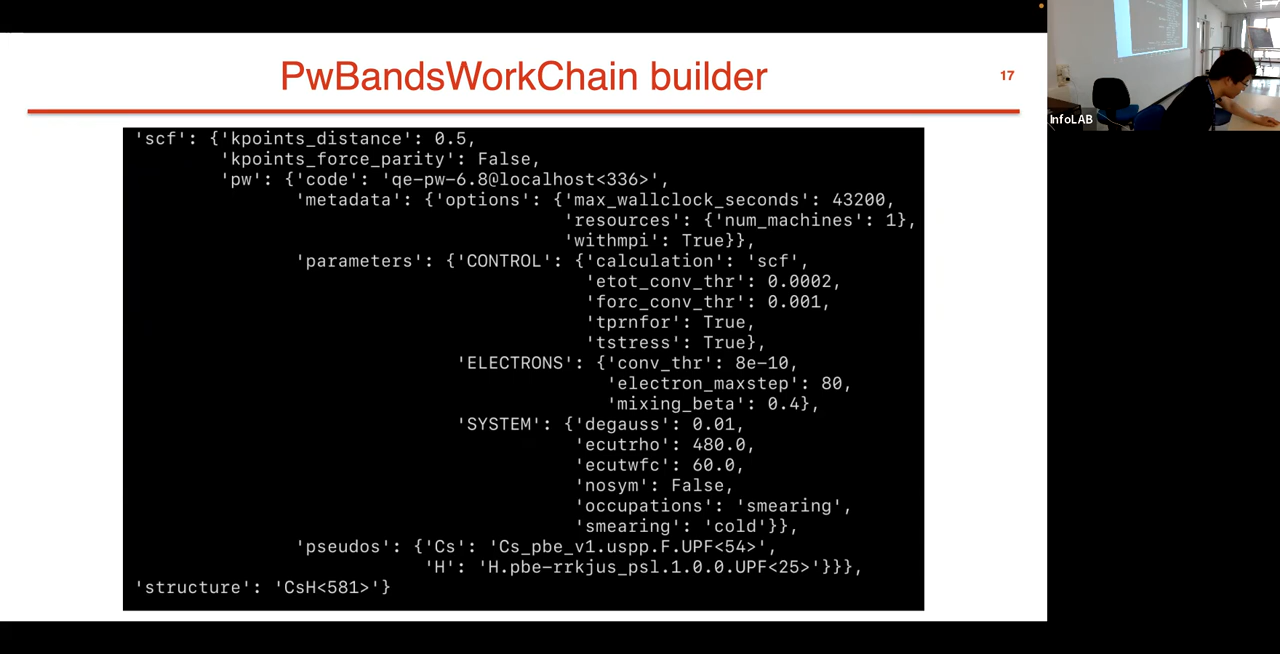 PwBandsWorkChain builder
17
'scf': {'kpoints_distance': 0.5,
'kpoints_force_parity': False,
'pw': {'code': 'qe-pw-6.8@localhost<336>',
'metadata': {'options': {'max_wallclock_seconds': 43200,
'resources': {'num_machines': 1},
'withmpi': True}},
'parameters': {'CONTROL': {'calculation': 'scf',
'etot_conv_thr': 0.0002,
'forc_conv_thr': 0.001,
'tprnfor': True,
'tstress': True},
'ELECTRONS': {'conv_thr': 8e-10,
'electron_maxstep': 80,
'mixing_beta': 0.4},
'SYSTEM': {'degauss': 0.01,
'ecutrho': 480.0,
'ecutwfc': 60.0,
'nosym': False,
'occupations': 'smearing',
'smearing': 'cold'}},
'pseudos': {'Cs': 'Cs_pbe_v1.uspp.F.UPF<54>',
'H': 'H.pbe-rrkjus_psl.1.0.0.UPF<25>'}}},
'structure': 'CsH<581>'}
InfoLAB